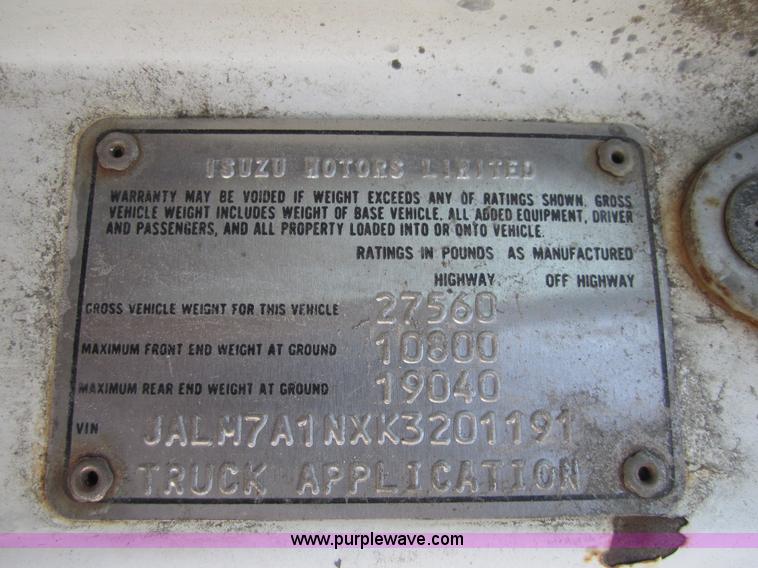 ISUZU MOTORS LIMITED
WARRANTY MAY BE VOIDED IF WEIGHT EXCEEDS ANY OF RATINGS SHOWN. GROSS
VEHICLE WEIGHT INCLUDES WEIGHT OF BASE VEHICLE, ALL ADDED EQUIPMENT, DRIVER
AND PASSENGERS, AND ALL PROPERTY LOADED INTO OR ONTO VEHICLE.
RATINGS IN POUNDS AS MANUFACTURED
HIGHWAY OFF HIGHWAY
GROSS VEHICLE WEIGHT FOR THIS VEHICLE 27560
MAXIMUM FRONT END WEIGHT AT GROUND 10800
MAXIMUM REAR END WEIGHT AT GROUND 19040
VIN JALM7A1NXK3201191
TRUCK APPLICATION
www.purplewave.com